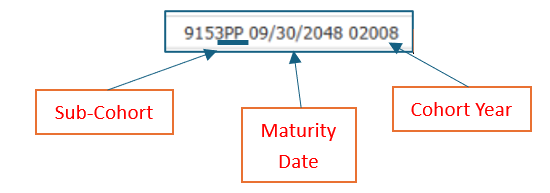 9153PP 09/30/2048 02008
Sub-Cohort
Maturity
Date
Cohort Year